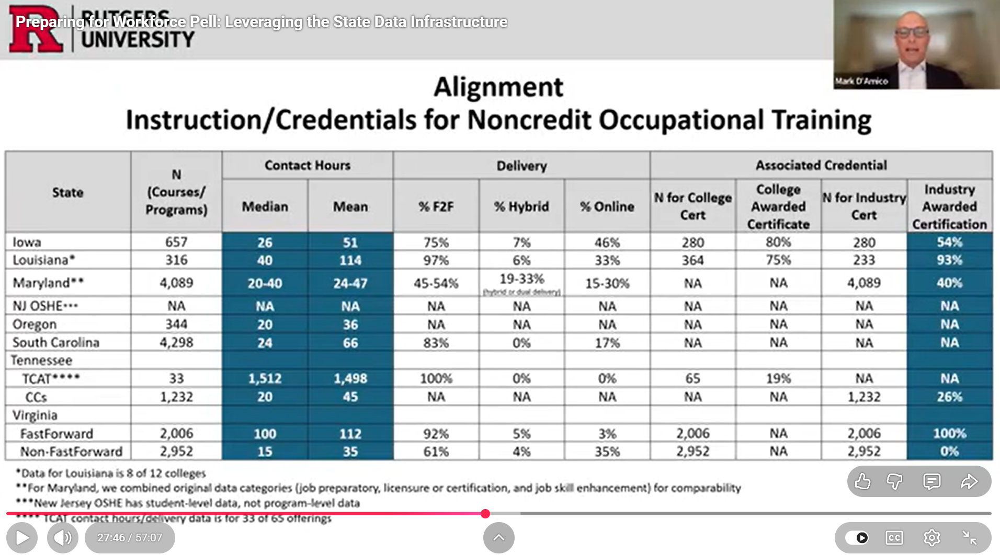 RUTGERS
UNIVERSITY
Preparing for Workforce Pell: Leveraging the State Data Infrastructure
Mark D'Amico
Alignment
Instruction/Credentials for Noncredit Occupational Training
State N (Courses/ Programs) Contact Hours Delivery Associated Credential
Median Mean % F2F % Hybrid % Online N for College Cert College Awarded Certificate N for Industry Cert Industry Awarded Certification
Iowa 657 26 51 75% 7% 46% 280 80% 280 54%
Louisiana* 316 40 114 97% 6% 33% 364 75% 233 93%
Maryland** 4,089 20-40 24-47 45-54% 19-33% (hybrid or dual delivery) 15-30% NA NA 4,089 40%
NJ OSHE*** NA NA NA NA NA NA NA NA NA NA
Oregon 344 20 36 NA NA NA NA NA NA NA
South Carolina 4,298 24 66 83% 0% 17% NA NA NA NA
Tennessee
TCAT**** 33 1,512 1,498 100% 0% 0% 65 19% NA NA
CCs 1,232 20 45 NA NA NA NA NA 1,232 26%
Virginia
FastForward 2,006 100 112 92% 5% 3% 2,006 NA 2,006 100%
Non-FastForward 2,952 15 35 61% 4% 35% 2,952 NA 2,952 0%
*Data for Louisiana is 8 of 12 colleges
**For Maryland, we combined original data categories (job preparatory, licensure or certification, and job skill enhancement) for comparability
***New Jersey OSHE has student-level data, not program-level data
**** TCAT contact hours/delivery data is for 33 of 65 offerings
27:46 / 57:07
CC